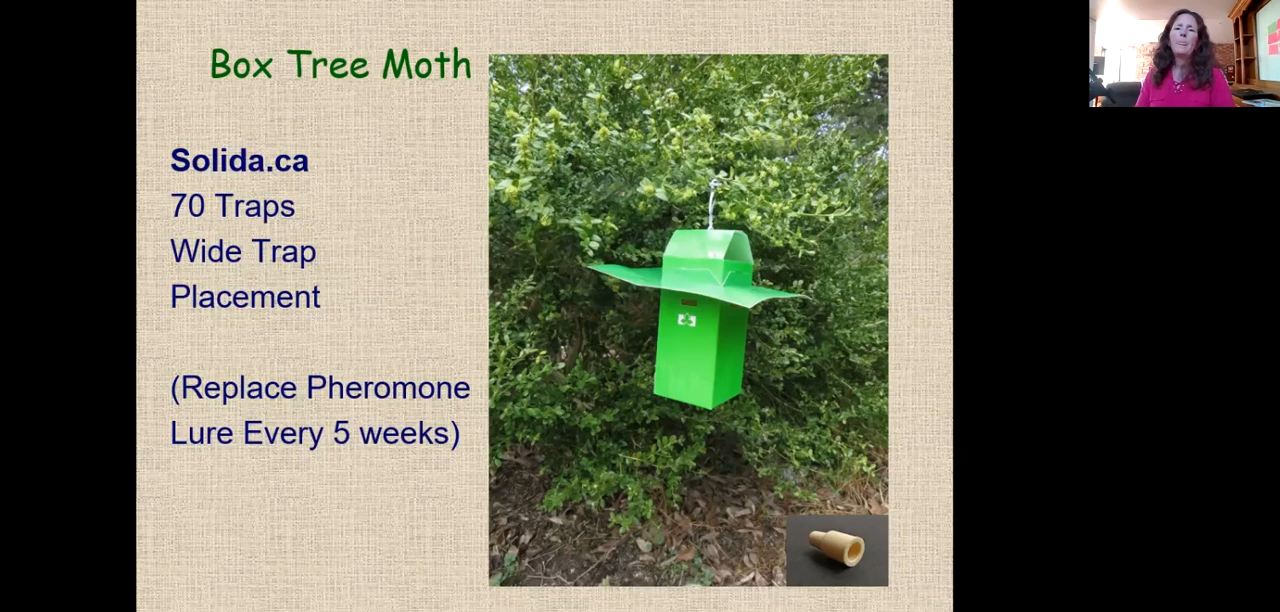 Box Tree Moth
Solida.ca
70 Traps
Wide Trap
Placement
(Replace Pheromone
Lure Every 5 weeks)